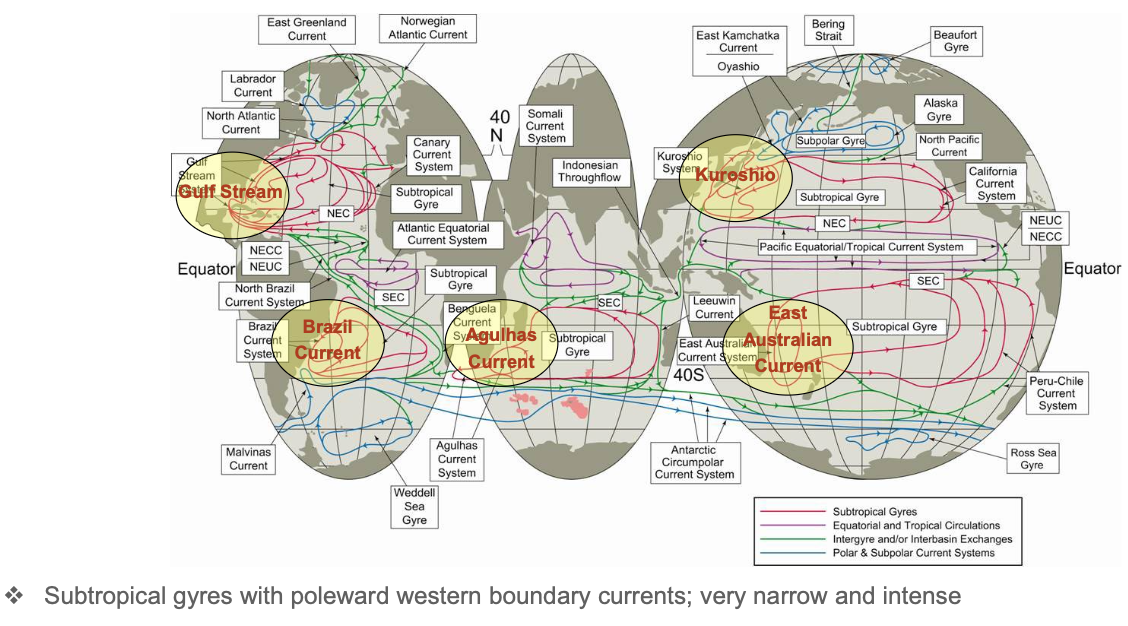 East Greenland
Current
Norwegian
Atlantic Current
Labrador
Current
North Atlantic
Current
Gulf
Stream
Gulf Stream
Canary
Current
System
Subtropical
Gyre
NEC
Atlantic Equatorial
Current System
NECC
NEUC
Equator
North Brazil
Current System
SEC
Subtropical
Gyre
Brazil
Current
System
Brazil
Current
Benguela
Current
System
Malvinas
Current
Weddell
Sea
Gyre
40
N
Somali
Current
System
Indonesian
Throughflow
SEC
Agulhas
Current
Subtropical
Gyre
Leeuwin
Current
40S
Agulhas
Current
System
Antarctic
Circumpolar
Current System
East Kamchatka
Current
Oyashio
Bering
Strait
Beaufort
Gyre
Alaska
Gyre
Subpolar Gyre
North Pacific
Current
Kuroshio
System
Kuroshio
California
Current
System
Subtropical Gyre
NEC
NEUC
NECC
Pacific Equatorial/Tropical Current System
Equator
SEC
East Australian
Current System
East
Australian
Current
Subtropical Gyre
Peru-Chile
Current
System
Ross Sea
Gyre
Subtropical Gyres
Equatorial and Tropical Circulations
Intergyre and/or Interbasin Exchanges
Polar & Subpolar Current Systems
❖ Subtropical gyres with poleward western boundary currents; very narrow and intense